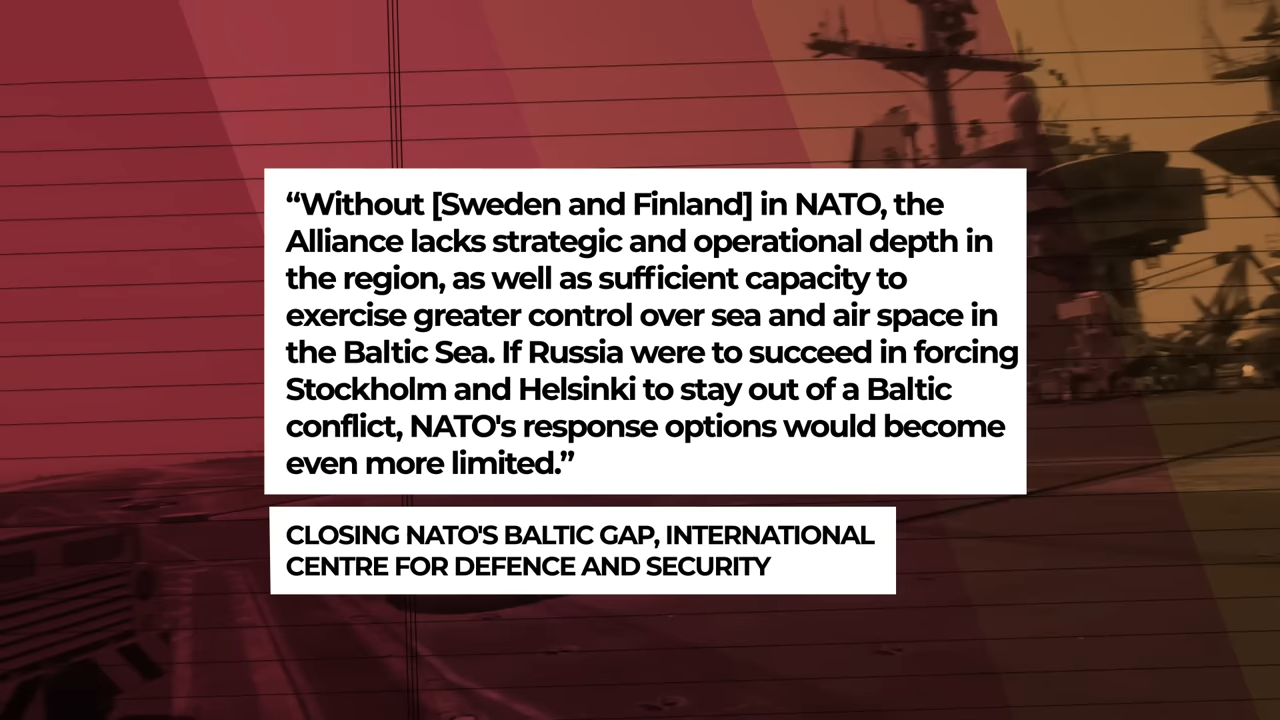 “Without [Sweden and Finland] in NATO, the
Alliance lacks strategic and operational depth in
the region, as well as sufficient capacity to
exercise greater control over sea and air space in
the Baltic Sea. If Russia were to succeed in forcing
Stockholm and Helsinki to stay out of a Baltic
conflict, NATO's response options would become
even more limited.”
CLOSING NATO'S BALTIC GAP, INTERNATIONAL
CENTRE FOR DEFENCE AND SECURITY